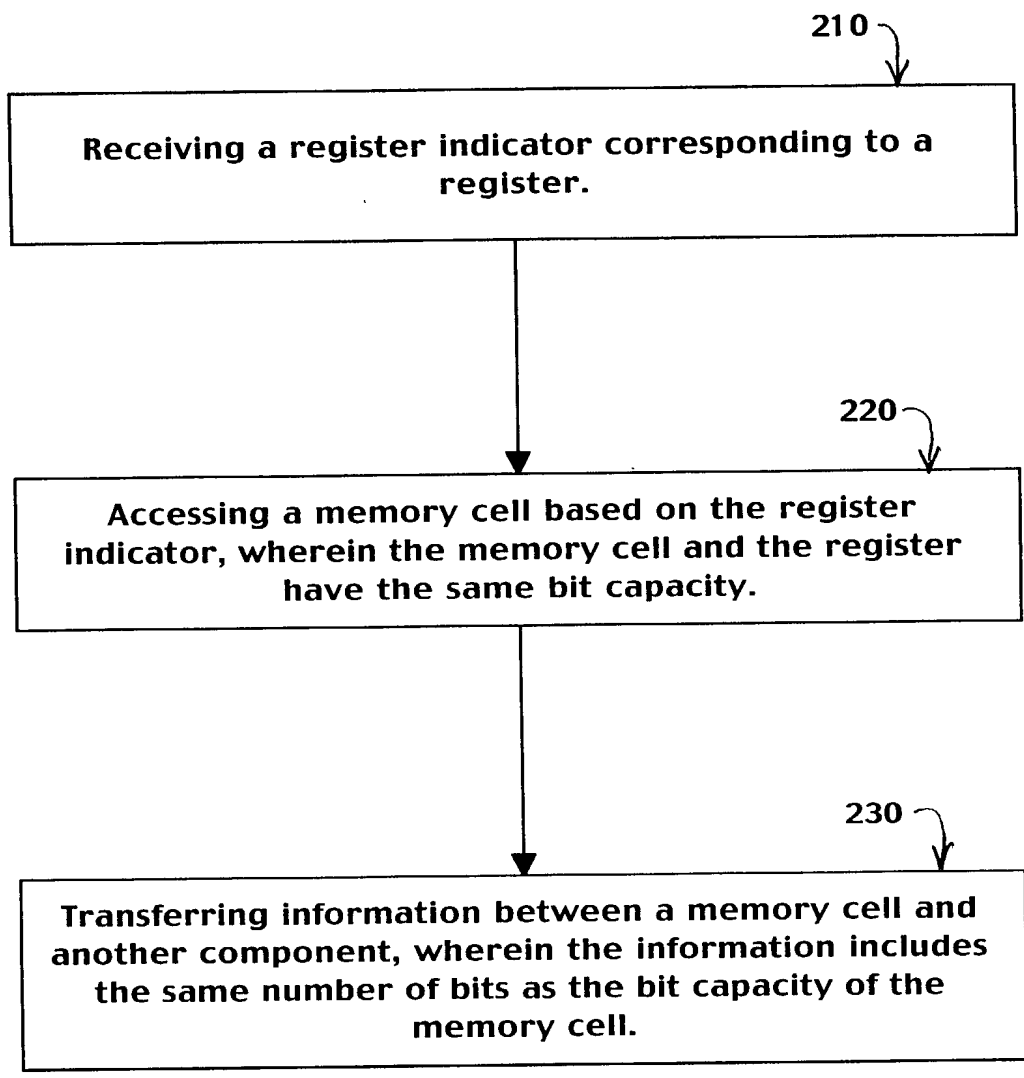 210
Receiving a register indicator corresponding to a
register.
220
Accessing a memory cell based on the register
indicator, wherein the memory cell and the register
have the same bit capacity.
230
Transferring information between a memory cell and
another component, wherein the information includes
the same number of bits as the bit capacity of the
memory cell.